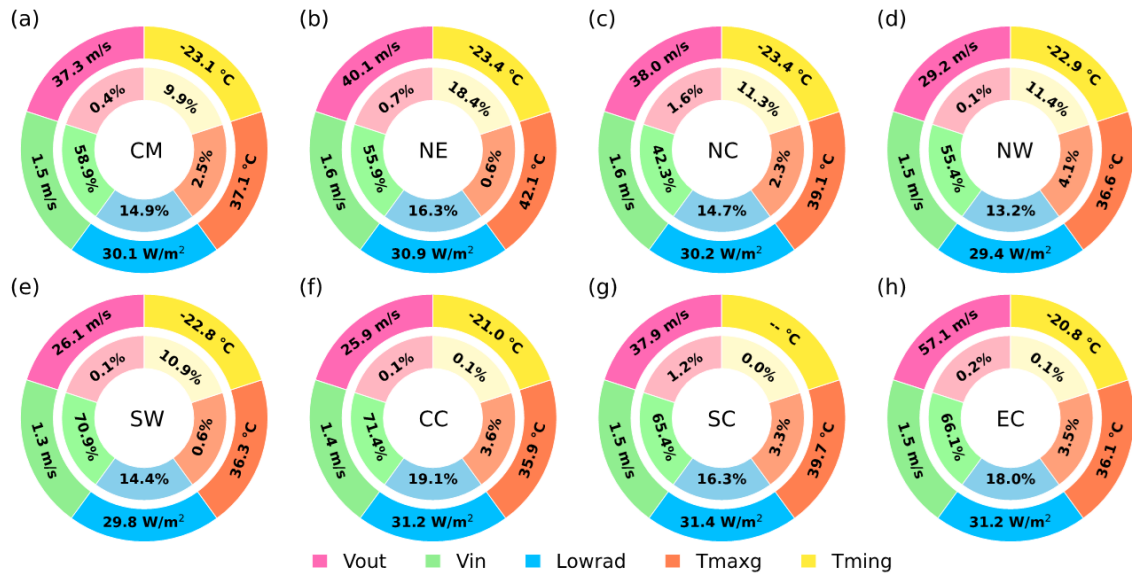 (a)
(b)
(c)
(d)
37.3 m/s
-23.1 °C
0.4%
9.9%
1.5 m/s
58.9%
CM
2.5%
37.1 °C
14.9%
30.1 W/m²
40.1 m/s
-23.4 °C
0.7%
18.4%
1.6 m/s
55.9%
NE
0.6%
42.1 °C
16.3%
30.9 W/m²
38.0 m/s
-23.4 °C
1.6%
11.3%
1.6 m/s
42.3%
NC
2.3%
39.1 °C
14.7%
30.2 W/m²
29.2 m/s
-22.9 °C
0.1%
11.4%
1.5 m/s
55.4%
NW
4.1%
36.6 °C
13.2%
29.4 W/m²
(e)
(f)
(g)
(h)
26.1 m/s
-22.8 °C
0.1%
10.9%
1.3 m/s
70.9%
SW
0.6%
36.3 °C
14.4%
29.8 W/m²
25.9 m/s
-21.0 °C
0.1%
0.1%
1.4 m/s
71.4%
CC
3.6%
35.9 °C
19.1%
31.2 W/m²
37.9 m/s
-- °C
1.2%
0.0%
1.5 m/s
65.4%
SC
3.3%
39.7 °C
16.3%
31.4 W/m²
57.1 m/s
-20.8 °C
0.2%
0.1%
1.5 m/s
66.1%
EC
3.5%
36.1 °C
18.0%
31.2 W/m²
Vout Vin Lowrad Tmaxg Tming